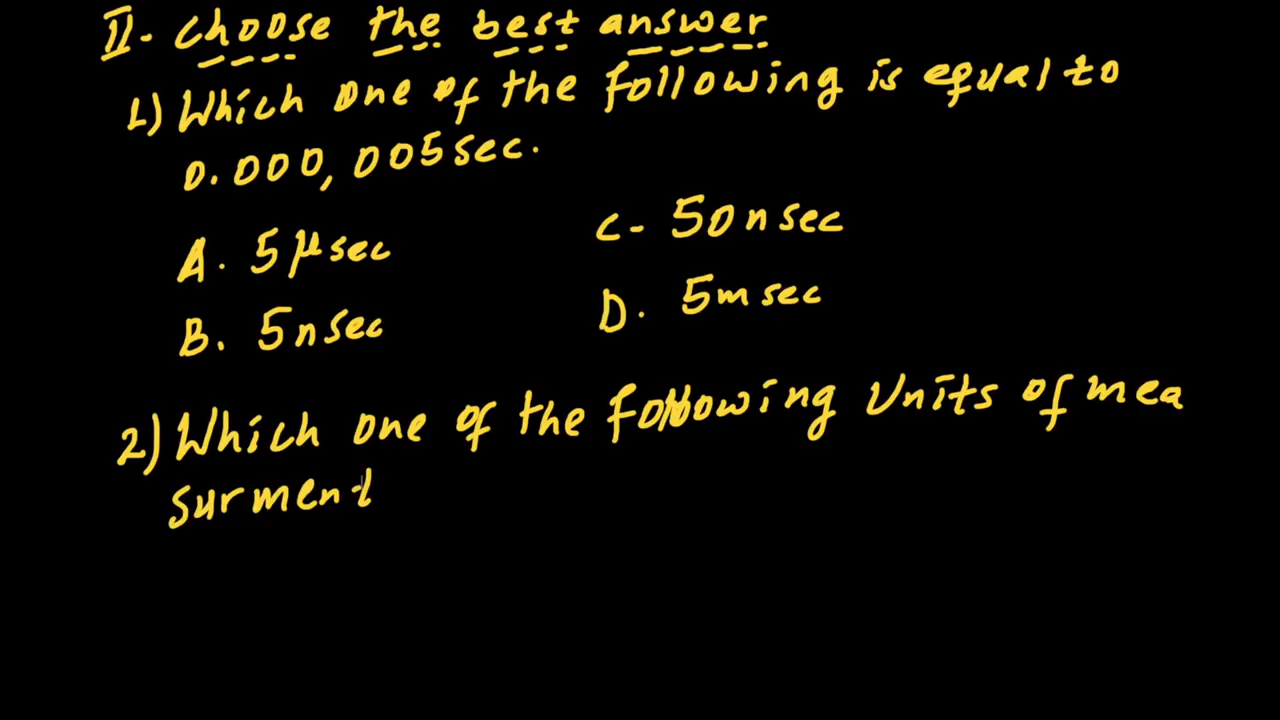 II. Choose the best answer
1) Which one of the following is equal to
0.000,005sec.
A. 5μsec
C- 50nsec
B. 5nsec
D. 5msec
2) Which one of the following Units of mea
surment